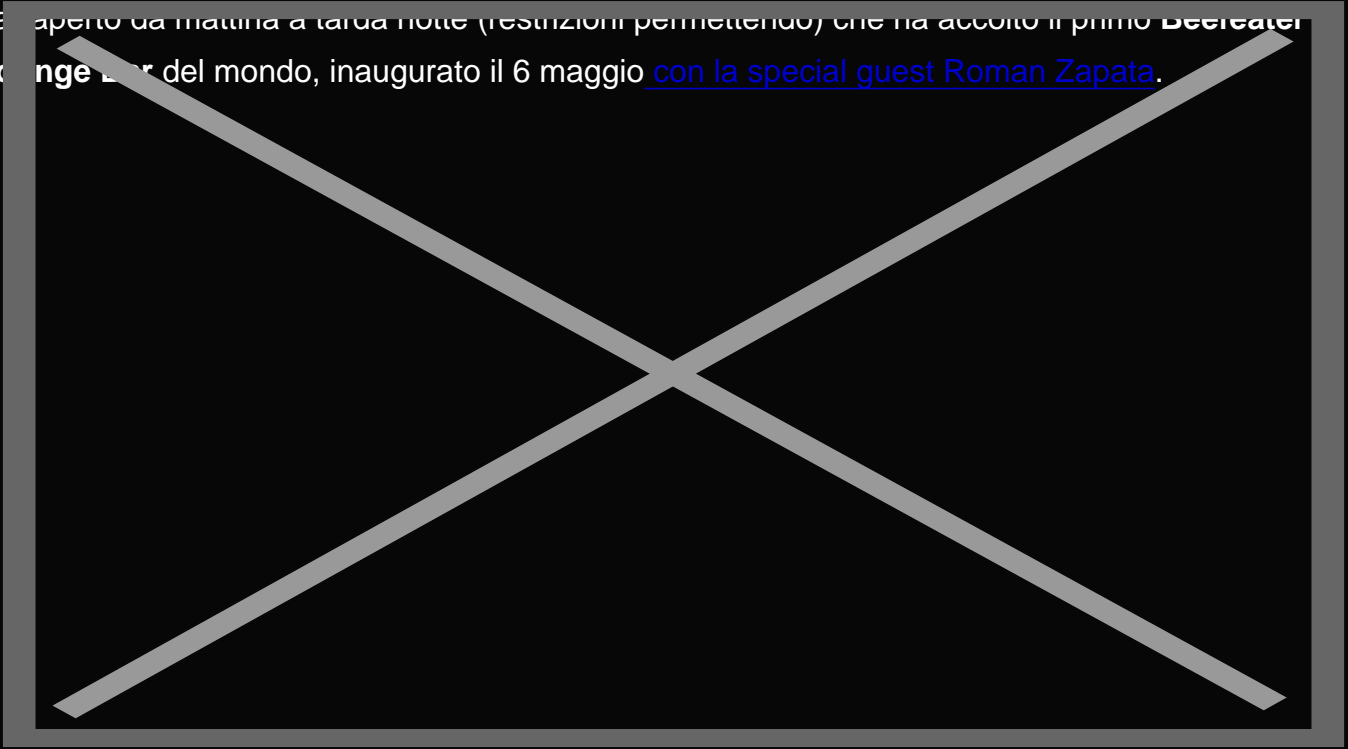 aperto da mattina a tarda notte (restrizioni permettendo) che ha accolto il primo Beefeater
del mondo, inaugurato il 6 maggio con la special guest Roman Zapata.